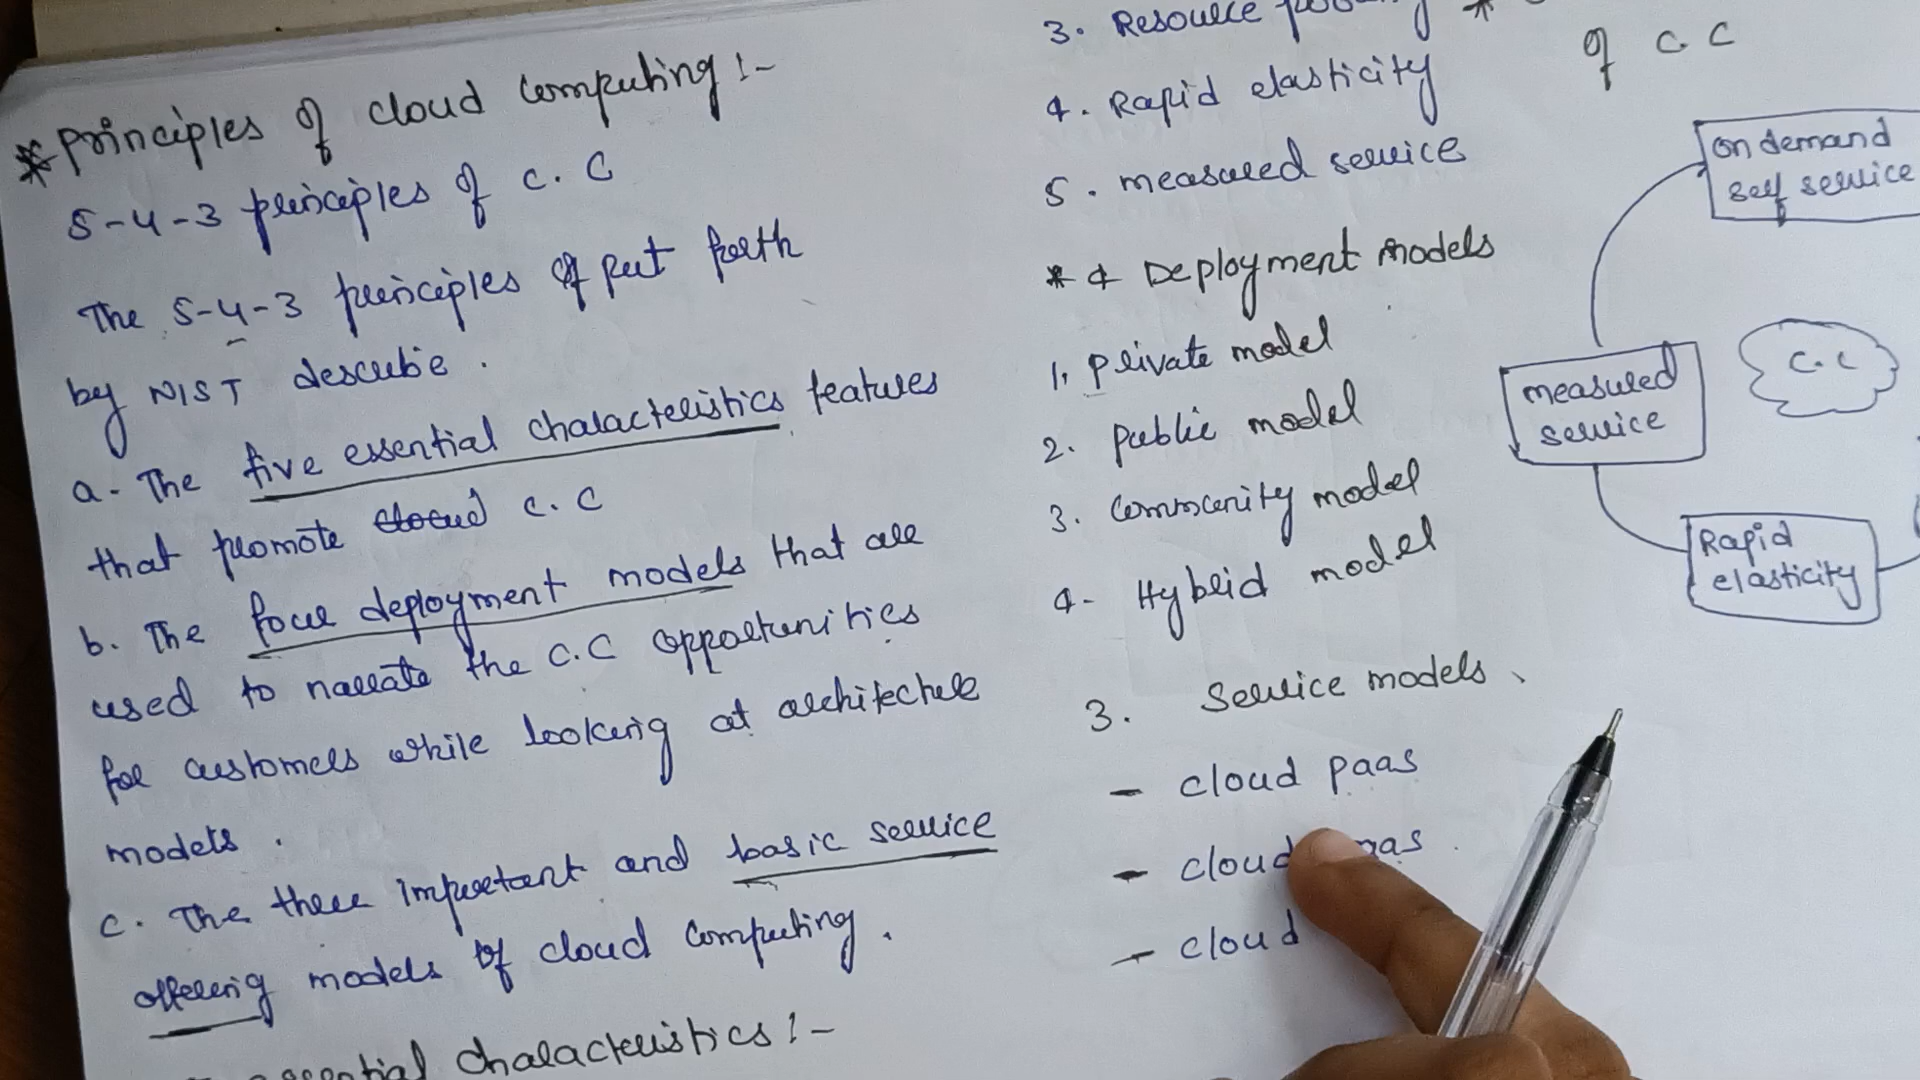 * Principles of cloud computing :-
5-4-3 principles of c.c
The 5-4-3 principles of put forth
by NIST describe .
a- The five essential characteristics features
that promote cloud c.c
b. The four deployment models that are
used to narrate the c.c opportunities
for customers while looking at architecture
models .
c. The three important and basic service
offering models of cloud computing .
essential characteristics :-
3. Resource pooling *
4. Rapid elasticity
5. measured service
* 4 Deployment models
1. private model
2. public model
3. community model
4- Hybrid model
3. Service models
- cloud paas
- cloud
- cloud
of c.c
on demand
self service
measured
service
c.c
Rapid
elasticity